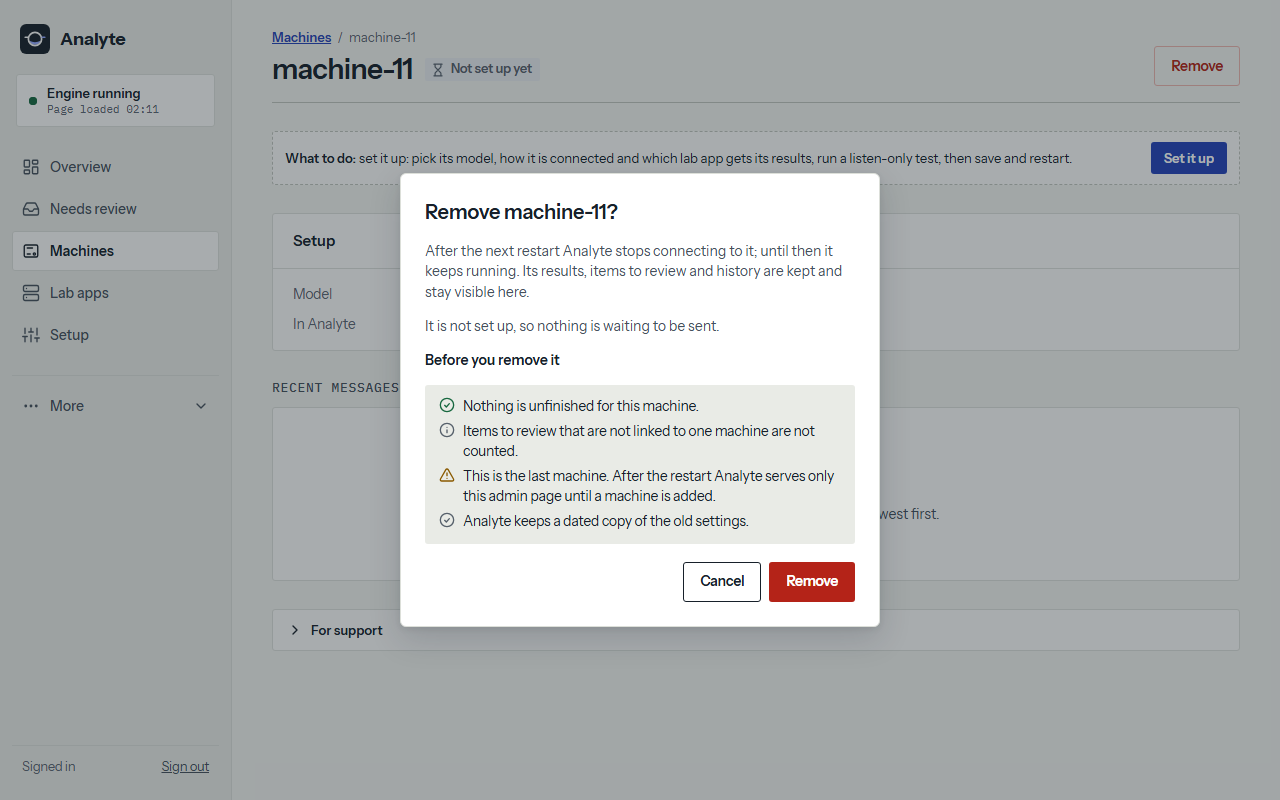 Analyte
Engine running
Page loaded 02:11
Overview
Needs review
Machines
Lab apps
Setup
More
Signed in
Sign out
Machines / machine-11
machine-11
Not set up yet
Remove
What to do: set it up: pick its model, how it is connected and which lab app gets its results, run a listen-only test, then save and restart.
Set it up
Setup
Model
In Analyte
RECENT MESSAGES
west first.
For support
Remove machine-11?
After the next restart Analyte stops connecting to it; until then it
keeps running. Its results, items to review and history are kept and
stay visible here.
It is not set up, so nothing is waiting to be sent.
Before you remove it
Nothing is unfinished for this machine.
Items to review that are not linked to one machine are not
counted.
This is the last machine. After the restart Analyte serves only
this admin page until a machine is added.
Analyte keeps a dated copy of the old settings.
Cancel
Remove